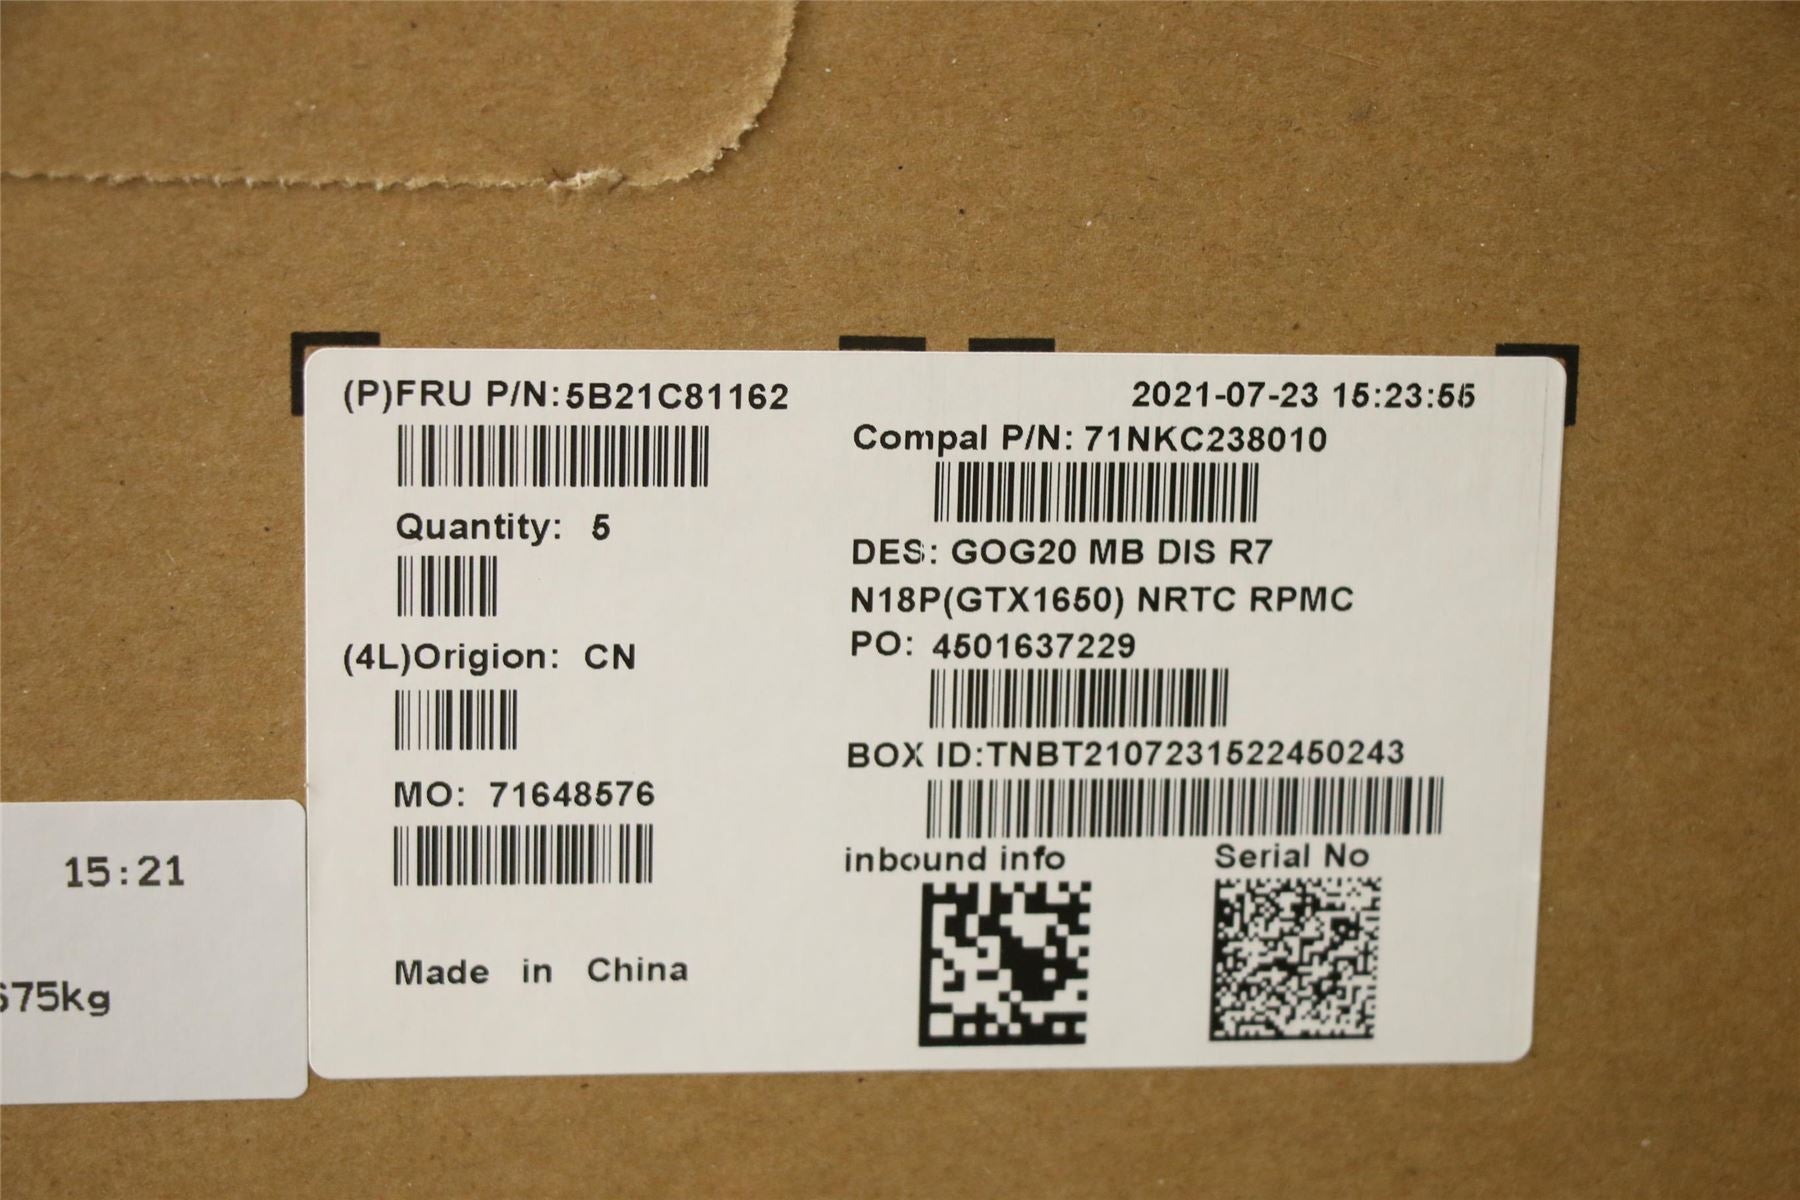 (P)FRU P/N:5B21C81162
2021-07-23 15:23:55
Compal P/N: 71NKC238010
Quantity: 5
DES: GOG20 MB DIS R7
N18P(GTX1650) NRTC RPMC
(4L)Origion: CN
PO: 4501637229
BOX ID:TNBT2107231522450243
MO: 71648576
inbound info
Serial No
Made in China
15:21
675kg